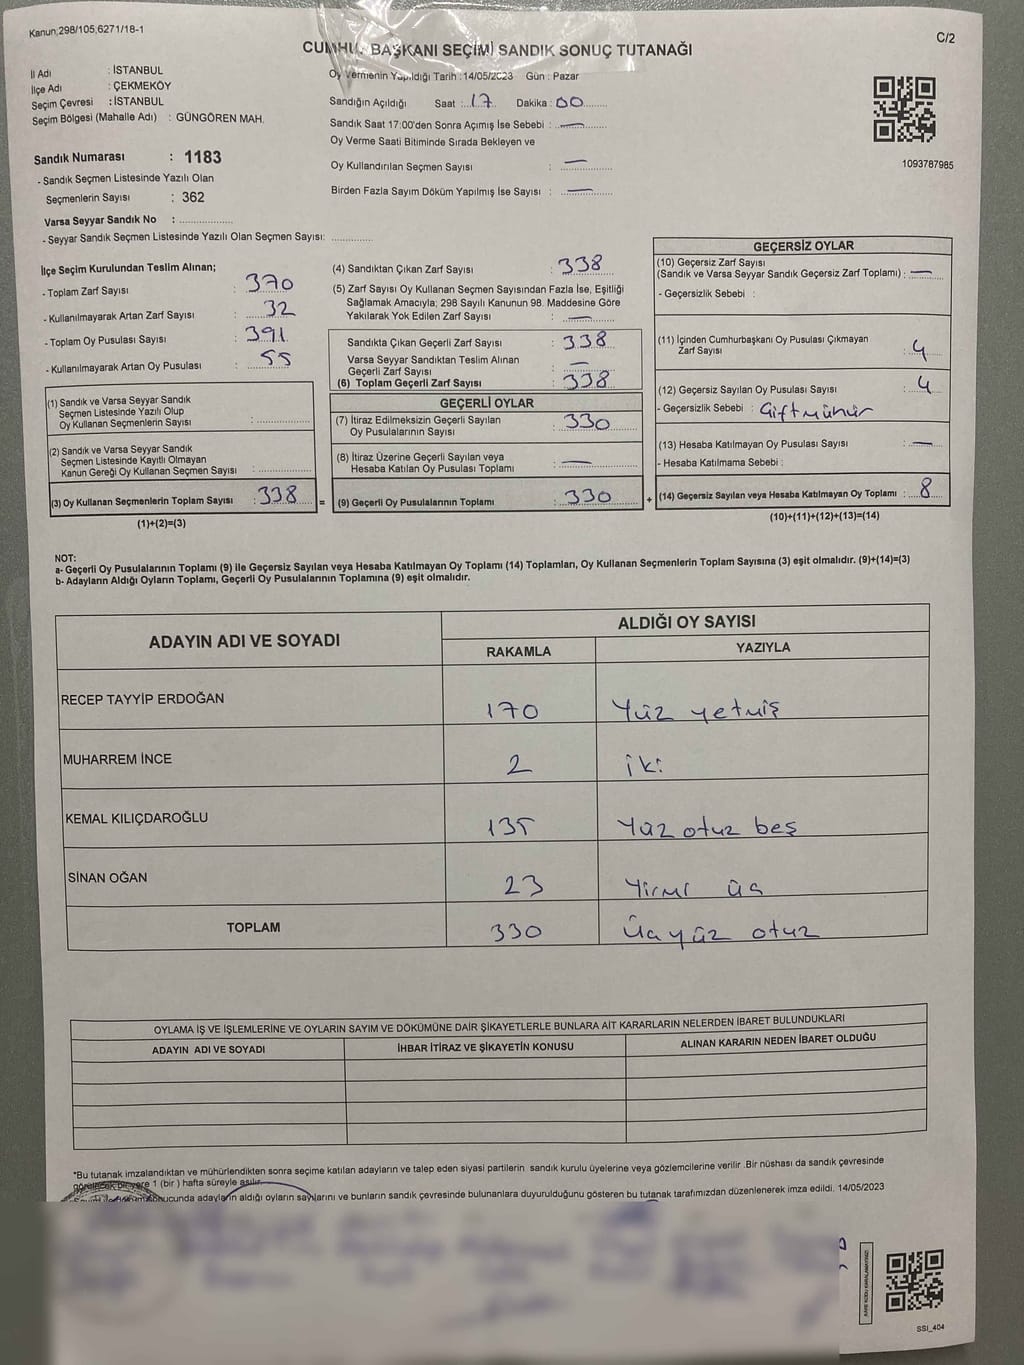 Kanun;298/105,6271/18-1
C/2
BAŞKANI SEÇİMİ SANDIK SONUÇ TUTANAĞI
İl Adı : İSTANBUL
İlçe Adı : ÇEKMEKÖY
Seçim Çevresi : İSTANBUL
Seçim Bölgesi (Mahalle Adı) : GÜNGÖREN MAH.
Oy Vermenin Yapıldığı Tarih :14/05/2023 Gün : Pazar
Sandığın Açıldığı Saat :..17.. Dakika : 00
Sandık Saat 17:00'den Sonra Açımış İse Sebebi : —
Oy Verme Saati Bitiminde Sırada Bekleyen ve
Oy Kullandırılan Seçmen Sayısı : —
Birden Fazla Sayım Döküm Yapılmış İse Sayısı : —
1093787985
Sandık Numarası : 1183
- Sandık Seçmen Listesinde Yazılı Olan
Seçmenlerin Sayısı : 362
Varsa Seyyar Sandık No :
- Seyyar Sandık Seçmen Listesinde Yazılı Olan Seçmen Sayısı:
İlçe Seçim Kurulundan Teslim Alınan;
- Toplam Zarf Sayısı : 370
- Kullanılmayarak Artan Zarf Sayısı : 32
- Toplam Oy Pusulası Sayısı : 391
- Kullanılmayarak Artan Oy Pusulası : 55
(1) Sandık ve Varsa Seyyar Sandık
Seçmen Listesinde Yazılı Olup
Oy Kullanan Seçmenlerin Sayısı :
(2) Sandık ve Varsa Seyyar Sandık
Seçmen Listesinde Kayıtlı Olmayan
Kanun Gereği Oy Kullanan Seçmen Sayısı :
(3) Oy Kullanan Seçmenlerin Toplam Sayısı : 338 =
(1)+(2)=(3)
(4) Sandıktan Çıkan Zarf Sayısı : 338
(5) Zarf Sayısı Oy Kullanan Seçmen Sayısından Fazla İse, Eşitliği
Sağlamak Amacıyla; 298 Sayılı Kanunun 98. Maddesine Göre
Yakılarak Yok Edilen Zarf Sayısı : —
Sandıkta Çıkan Geçerli Zarf Sayısı : 338
Varsa Seyyar Sandıktan Teslim Alınan
Geçerli Zarf Sayısı : —
(6) Toplam Geçerli Zarf Sayısı : 338
GEÇERLİ OYLAR
(7) İtiraz Edilmeksizin Geçerli Sayılan
Oy Pusulalarının Sayısı : 330
(8) İtiraz Üzerine Geçerli Sayılan veya
Hesaba Katılan Oy Pusulası Toplamı : —
(9) Geçerli Oy Pusulalarının Toplamı : 330 +
GEÇERSİZ OYLAR
(10) Geçersiz Zarf Sayısı
(Sandık ve Varsa Seyyar Sandık Geçersiz Zarf Toplamı) : —
- Geçersizlik Sebebi :
(11) İçinden Cumhurbaşkanı Oy Pusulası Çıkmayan
Zarf Sayısı : 4
(12) Geçersiz Sayılan Oy Pusulası Sayısı : 4
- Geçersizlik Sebebi : Çift mühür
(13) Hesaba Katılmayan Oy Pusulası Sayısı : —
- Hesaba Katılmama Sebebi :
(14) Geçersiz Sayılan veya Hesaba Katılmayan Oy Toplamı : 8
(10)+(11)+(12)+(13)=(14)
NOT:
a- Geçerli Oy Pusulalarının Toplamı (9) ile Geçersiz Sayılan veya Hesaba Katılmayan Oy Toplamı (14) Toplamları, Oy Kullanan Seçmenlerin Toplam Sayısına (3) eşit olmalıdır. (9)+(14)=(3)
b- Adayların Aldığı Oyların Toplamı, Geçerli Oy Pusulalarının Toplamına (9) eşit olmalıdır.
ADAYIN ADI VE SOYADI ALDIĞI OY SAYISI
RAKAMLA YAZIYLA
RECEP TAYYİP ERDOĞAN 170 Yüz yetmiş
MUHARREM İNCE 2 iki
KEMAL KILIÇDAROĞLU 135 Yüz otuz beş
SİNAN OĞAN 23 Yirmi üç
TOPLAM 330 Üçyüz otuz
OYLAMA İŞ VE İŞLEMLERİNE VE OYLARIN SAYIM VE DÖKÜMÜNE DAİR ŞİKAYETLERLE BUNLARA AİT KARARLARIN NELERDEN İBARET BULUNDUKLARI
ADAYIN ADI VE SOYADI İHBAR İTİRAZ VE ŞİKAYETİN KONUSU ALINAN KARARIN NEDEN İBARET OLDUĞU
*Bu tutanak imzalandıktan ve mühürlendikten sonra seçime katılan adayların ve talep eden siyasi partilerin sandık kurulu üyelerine veya gözlemcilerine verilir .Bir nüshası da sandık çevresinde
görülecek bir yere 1 (bir ) hafta süreyle asılır.
sonucunda adayların aldığı oyların sayılarını ve bunların sandık çevresinde bulunanlara duyurulduğunu gösteren bu tutanak tarafımızdan düzenlenerek imza edildi. 14/05/2023
SSI_404